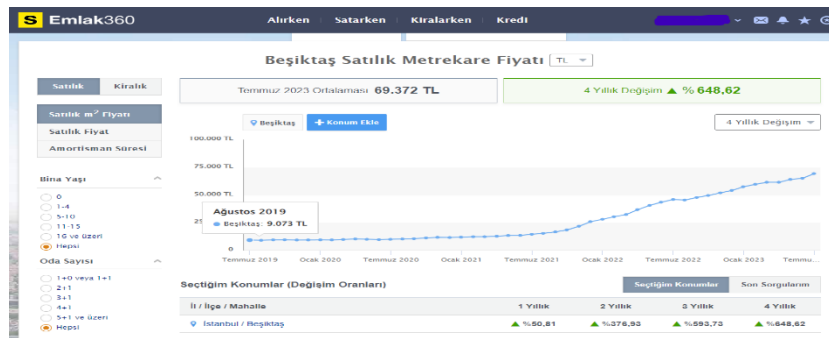 S Emlak360
Alırken Satarken Kiralarken Kredi
Beşiktaş Satılık Metrekare Fiyatı TL
Satılık Kiralık
Temmuz 2023 Ortalaması 69.372 TL
4 Yıllık Değişim % 648,62
Satılık m² Fiyatı
Satılık Fiyat
Amortisman Süresi
Beşiktaş + Konum Ekle
4 Yıllık Değişim
100.000 TL
75.000 TL
50.000 TL
25
0
Ağustos 2019
Beşiktaş: 9.073 TL
Temmuz 2019 Ocak 2020 Temmuz 2020 Ocak 2021 Temmuz 2021 Ocak 2022 Temmuz 2022 Ocak 2023 Temmu...
Bina Yaşı
0
1-4
5-10
11-15
16 ve üzeri
Hepsi
Oda Sayısı
1+0 veya 1+1
2+1
3+1
4+1
5+1 ve üzeri
Hepsi
Seçtiğim Konumlar (Değişim Oranları)
Seçtiğim Konumlar Son Sorgularım
İl / İlçe / Mahalle 1 Yıllık 2 Yıllık 3 Yıllık 4 Yıllık
İstanbul / Beşiktaş %50,81 %376,93 %593,73 %648,62